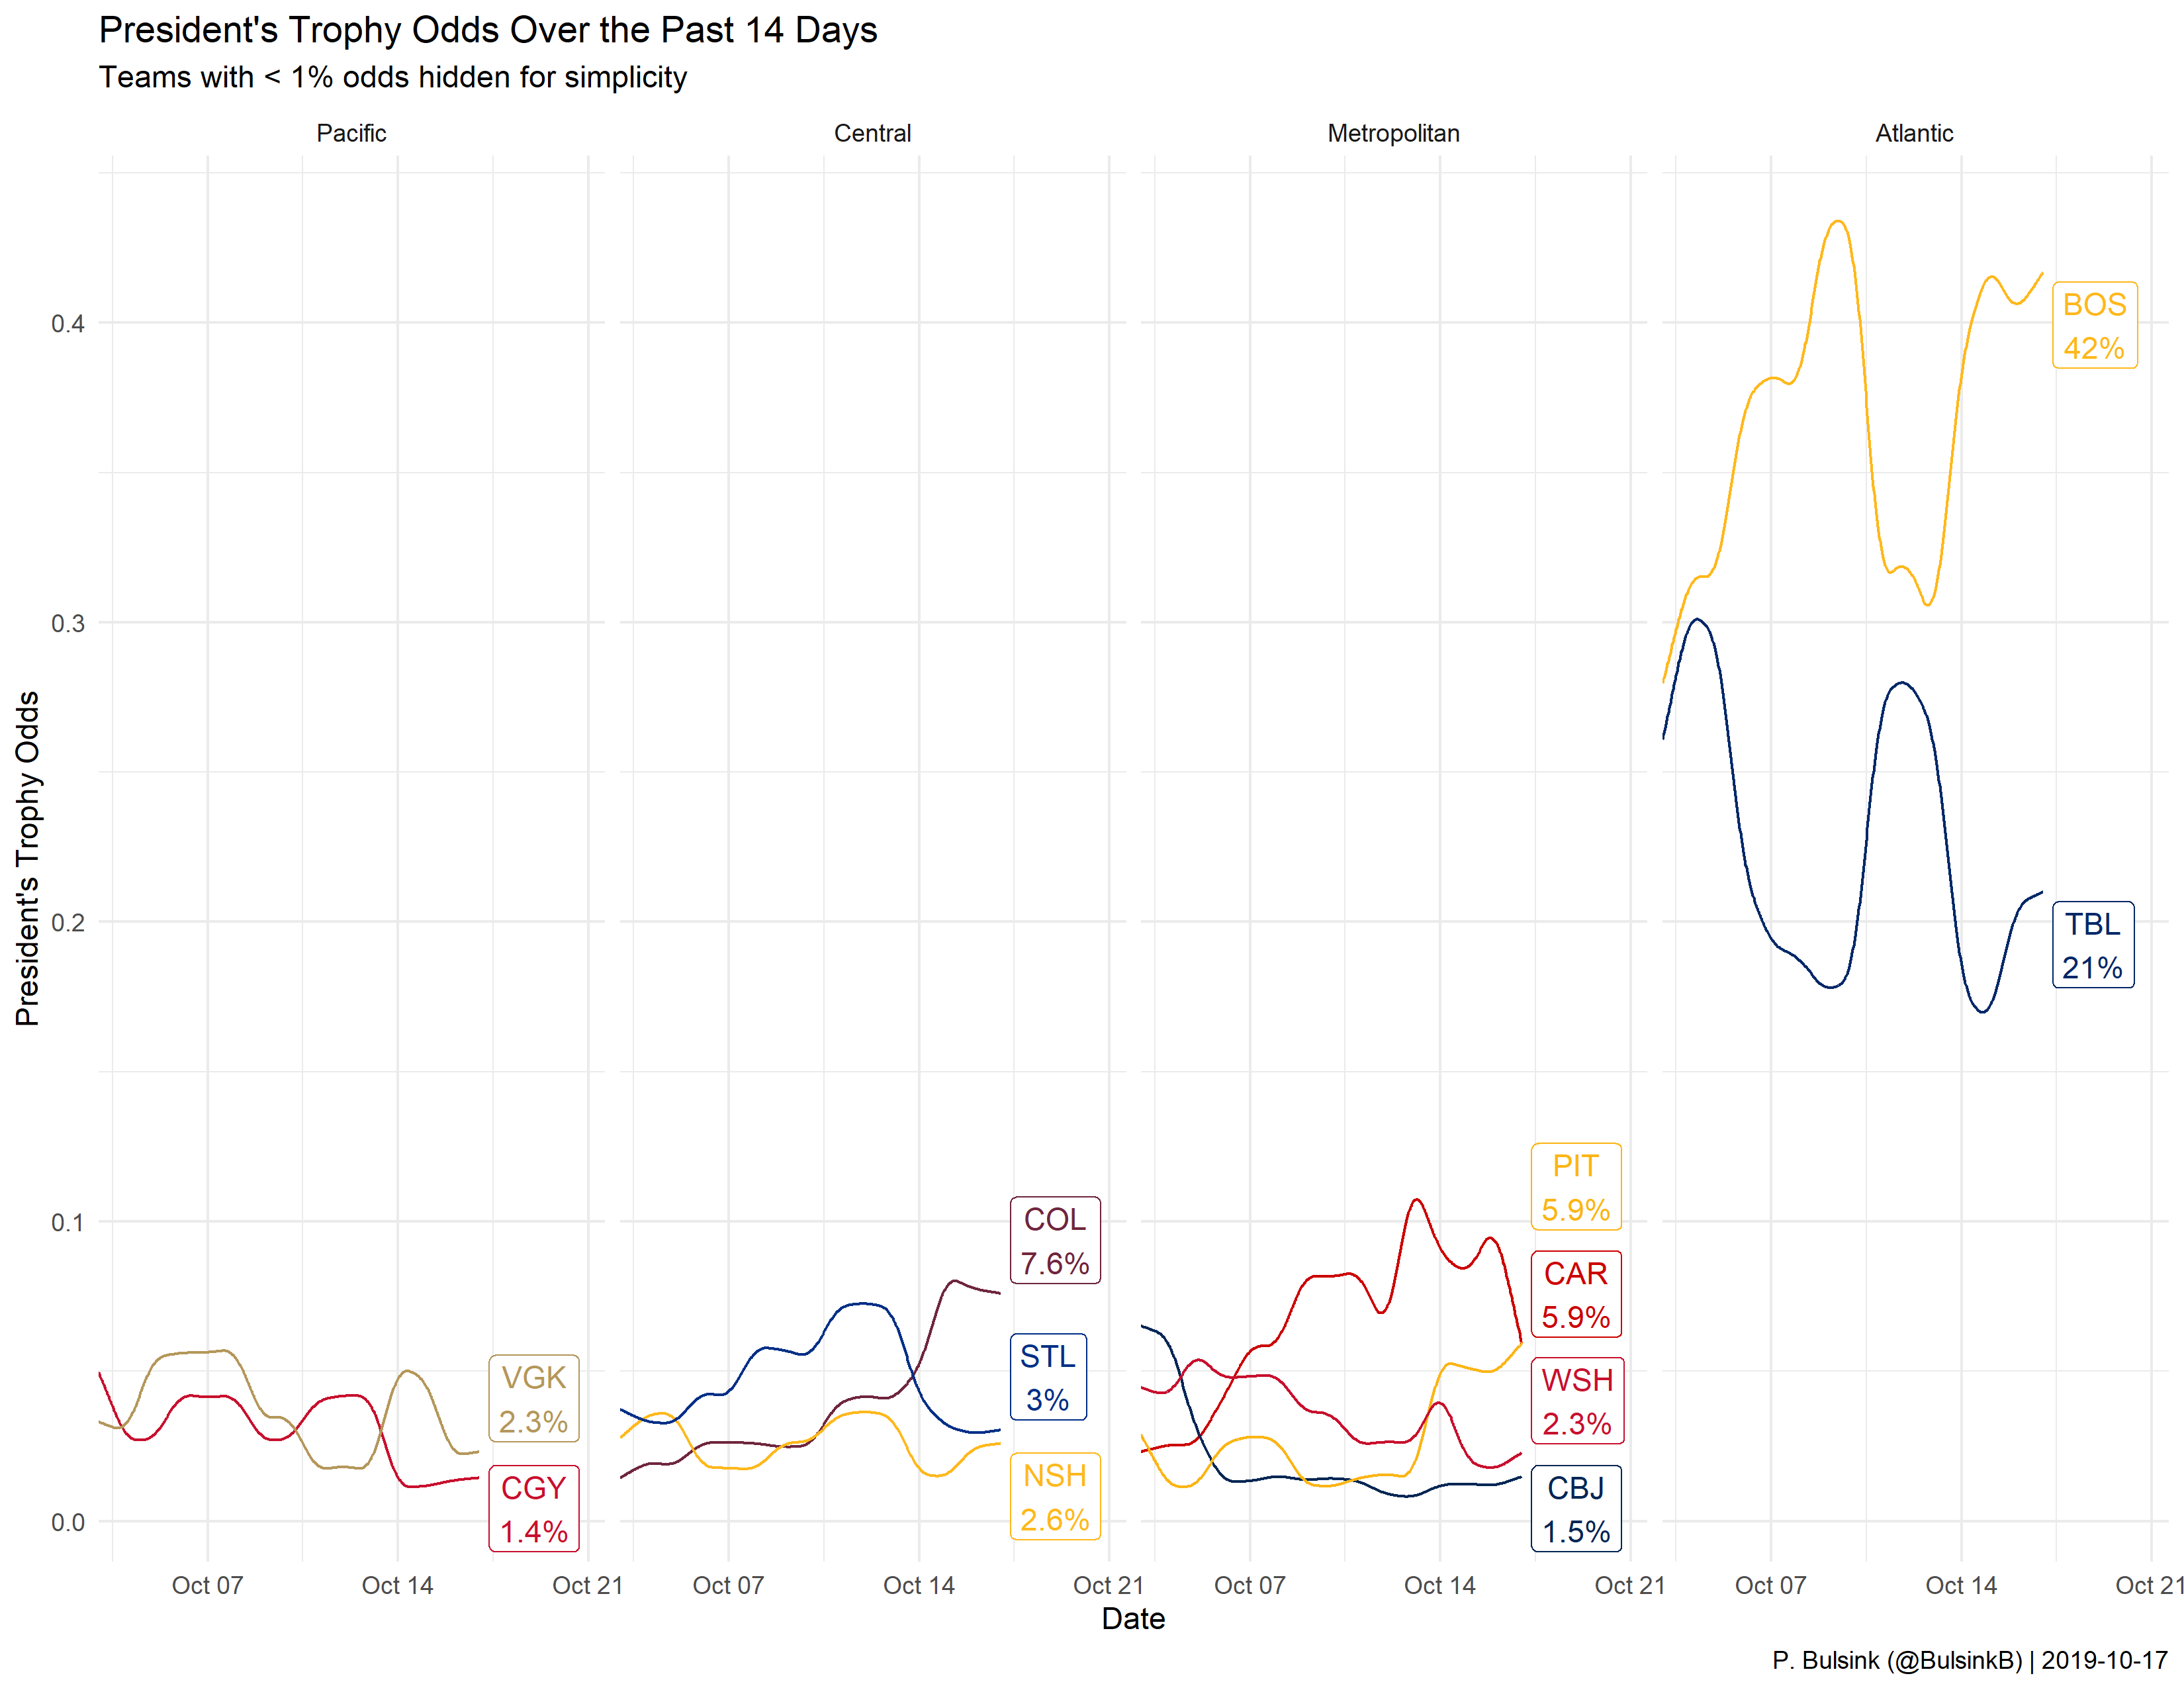 President's Trophy Odds Over the Past 14 Days
Teams with < 1% odds hidden for simplicity
Pacific
Central
Metropolitan
Atlantic
President's Trophy Odds
0.4
0.3
0.2
0.1
0.0
VGK
2.3%
CGY
1.4%
COL
7.6%
STL
3%
NSH
2.6%
PIT
5.9%
CAR
5.9%
WSH
2.3%
CBJ
1.5%
BOS
42%
TBL
21%
Oct 07
Oct 14
Oct 21
Oct 07
Oct 14
Oct 21
Oct 07
Oct 14
Oct 21
Oct 07
Oct 14
Oct 21
Date
P. Bulsink (@BulsinkB) | 2019-10-17